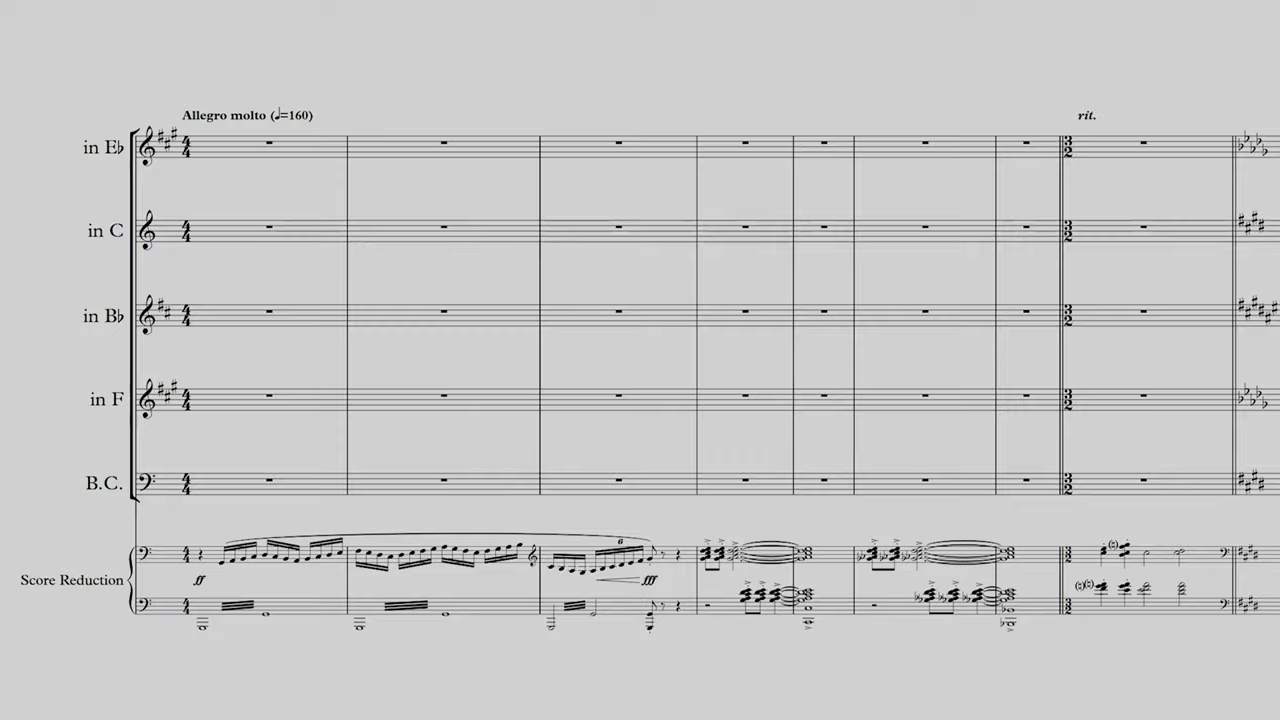 Allegro molto (♩=160)
rit.
in E♭
in C
in B♭
in F
B.C.
Score Reduction
ff
6
fff